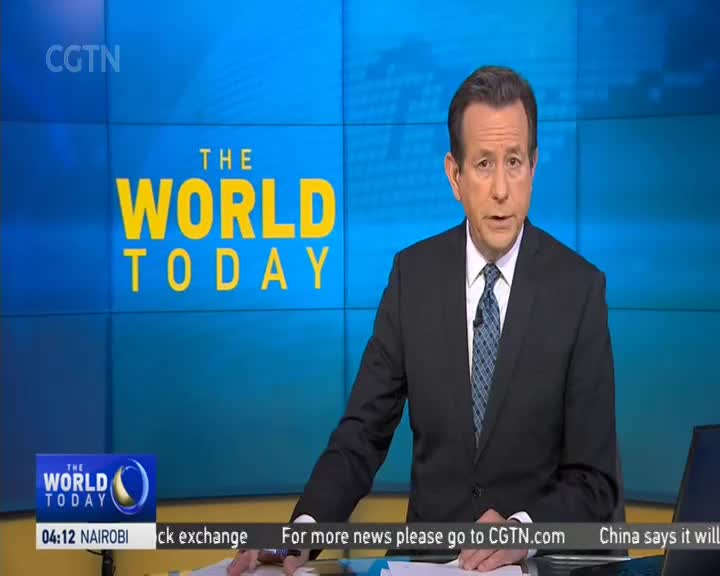 CGTN
THE
WORLD
TODAY
THE
WORLD
TODAY
04:12 NAIROBI
ck exchange For more news please go to CGTN.com China says it will